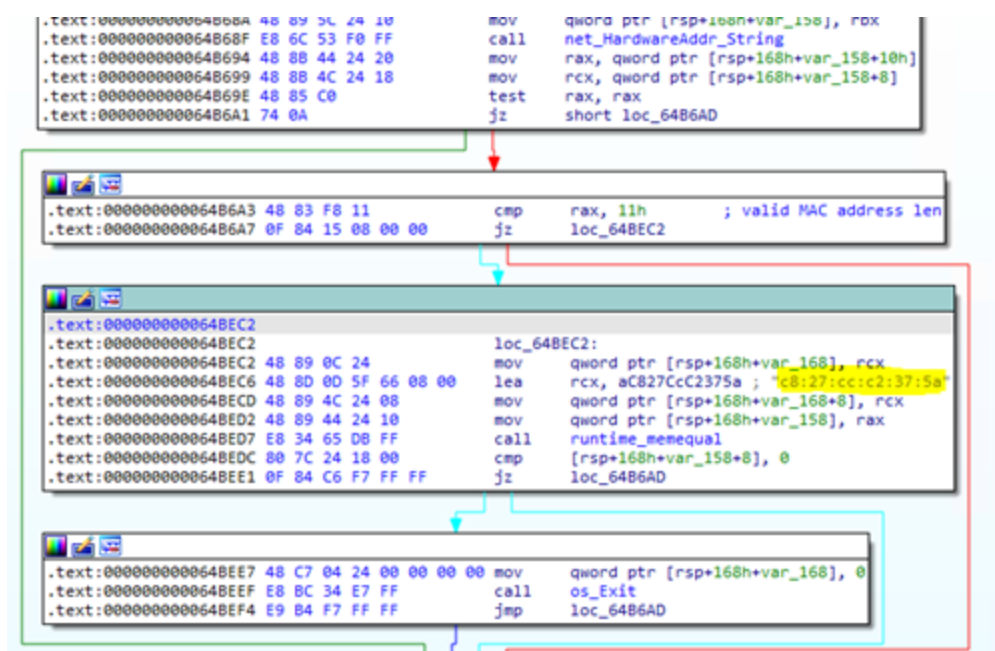 .text:000000000064B68A 48 89 5C 24 10 mov qword ptr [rsp+168h+var_158], rbx
.text:000000000064B68F E8 6C 53 F0 FF call net_HardwareAddr_String
.text:000000000064B694 48 8B 44 24 20 mov rax, qword ptr [rsp+168h+var_158+10h]
.text:000000000064B699 48 8B 4C 24 18 mov rcx, qword ptr [rsp+168h+var_158+8]
.text:000000000064B69E 48 85 C0 test rax, rax
.text:000000000064B6A1 74 0A jz short loc_64B6AD
.text:000000000064B6A3 48 83 F8 11 cmp rax, 11h ; valid MAC address len
.text:000000000064B6A7 0F 84 15 08 00 00 jz loc_64BEC2
.text:000000000064BEC2
.text:000000000064BEC2 loc_64BEC2:
.text:000000000064BEC2 48 89 0C 24 mov qword ptr [rsp+168h+var_168], rcx
.text:000000000064BEC6 48 8D 0D 5F 66 08 00 lea rcx, aC827CcC2375a ; "c8:27:cc:c2:37:5a"
.text:000000000064BECD 48 89 4C 24 08 mov qword ptr [rsp+168h+var_168+8], rcx
.text:000000000064BED2 48 89 44 24 10 mov qword ptr [rsp+168h+var_158], rax
.text:000000000064BED7 E8 34 65 DB FF call runtime_memequal
.text:000000000064BEDC 80 7C 24 18 00 cmp [rsp+168h+var_158+8], 0
.text:000000000064BEE1 0F 84 C6 F7 FF FF jz loc_64B6AD
.text:000000000064BEE7 48 C7 04 24 00 00 00 00 mov qword ptr [rsp+168h+var_168], 0
.text:000000000064BEEF E8 BC 34 E7 FF call os_Exit
.text:000000000064BEF4 E9 B4 F7 FF FF jmp loc_64B6AD